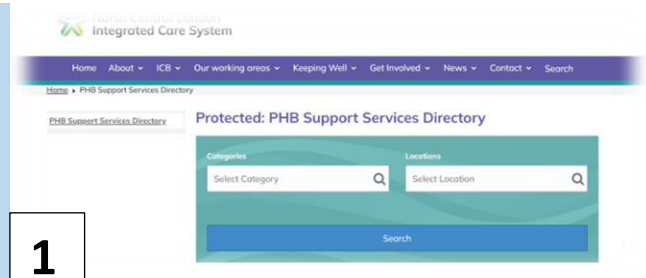 North Central London
Integrated Care System
Home About ICB Our working areas Keeping Well Get Involved News Contact Search
Home PHB Support Services Directory
PHB Support Services Directory
Protected: PHB Support Services Directory
Categories Locations
Select Category Select Location
Search
1